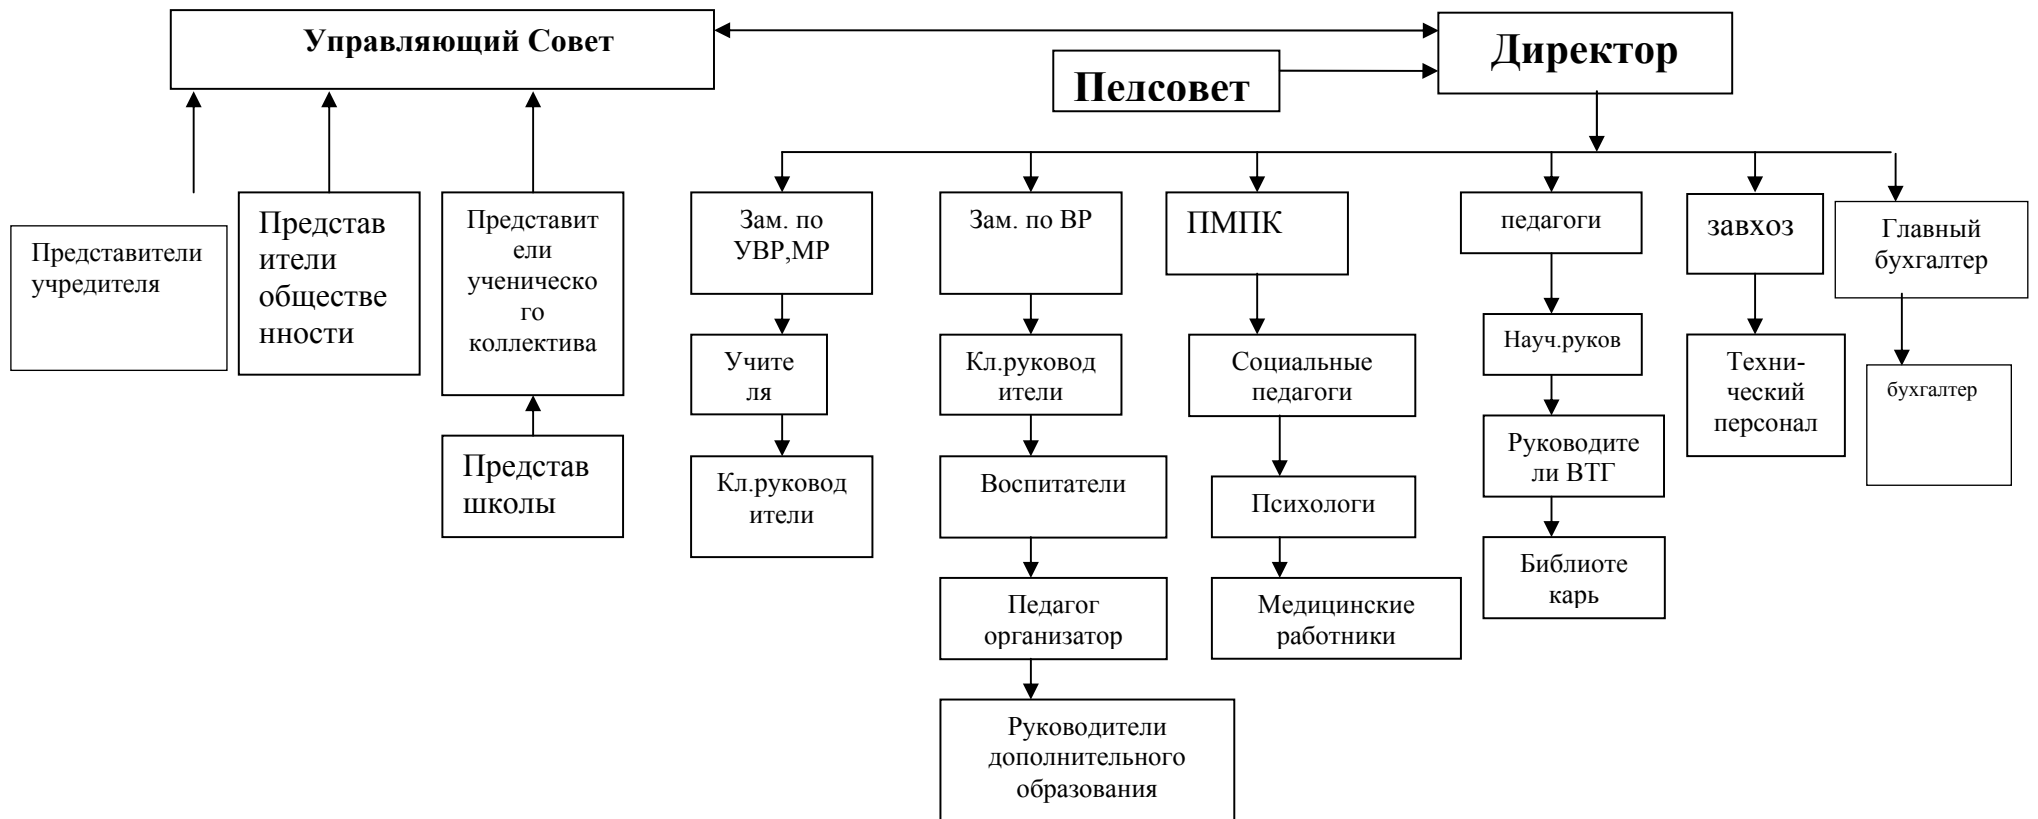 Управляющий Совет
Директор
Педсовет
Представители
учредителя
Представ
ители
обществе
нности
Представит
ели
ученическо
го
коллектива
Представ
школы
Зам. по
УВР,МР
Учите
ля
Кл.руковод
ители
Зам. по ВР
Кл.руковод
ители
Воспитатели
Педагог
организатор
Руководители
дополнительного
образования
ПМПК
Социальные
педагоги
Психологи
Медицинские
работники
педагоги
Науч.руков
Руководите
ли ВТГ
Библиоте
карь
завхоз
Техни-
ческий
персонал
Главный
бухгалтер
бухгалтер